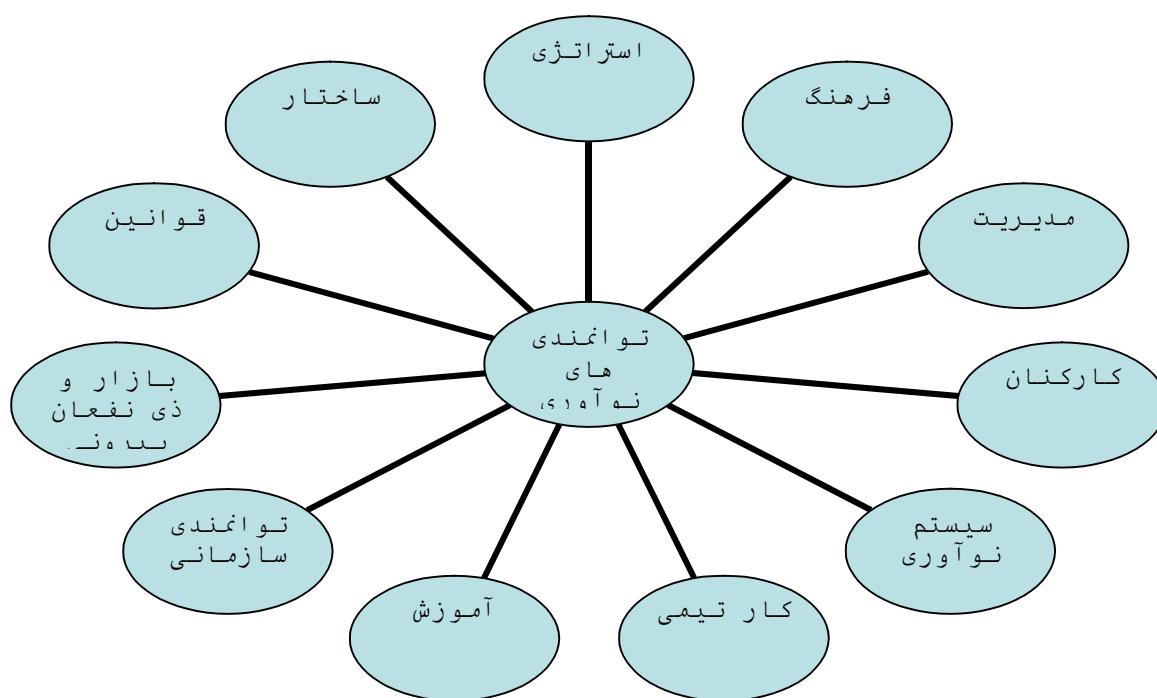 استراتژی
فرهنگ
ساختار
مدیریت
قوانین
توانمندی
های
نوآوری
کارکنان
بازار و
ذی نفعان
بیرونی
سیستم
نوآوری
توانمندی
سازمانی
کار تیمی
آموزش